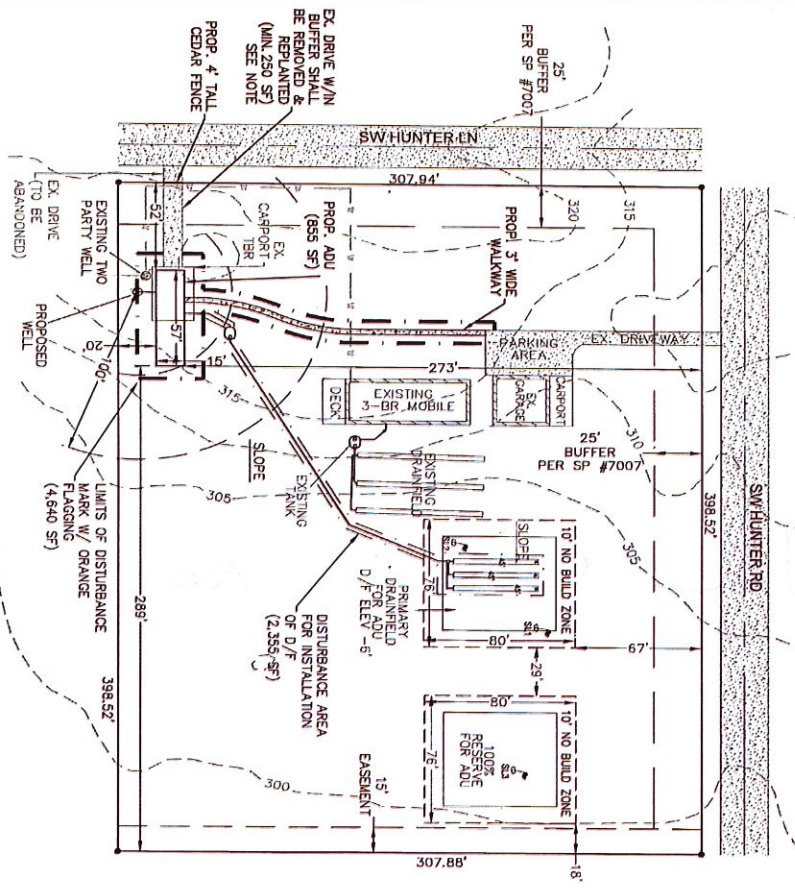 25'
BUFFER
PER SP #7007
EX. DRIVE W/IN
BUFFER SHALL
BE REMOVED &
REPLANTED
(MIN. 250 SF)
SEE NOTE
PROP. 4' TALL
CEDAR FENCE
SW HUNTER LN
307.94'
320
315
SW HUNTER RD
52'
EX. DRIVE
(TO BE
ABANDONED)
EXISTING TWO
PARTY WELL
PROPOSED
WELL
EX.
CARPORT
TBR
PROP. ADU
(855 SF)
PROP. 3' WIDE
WALKWAY
57'
20'
15'
100'
PARKING
AREA
EX. DRIVEWAY
273'
DECK
EXISTING
3-BR. MOBILE
EX.
GARAGE
CARPORT
25'
BUFFER
PER SP #7007
310
315
SLOPE
305
EXISTING
TANK
EXISTING
DRAINFIELD
398.52'
305
LIMITS OF DISTURBANCE
MARK W/ ORANGE
FLAGGING
(4,640 SF)
289'
398.52'
SLOPE
SL2
SL1
10' NO BUILD ZONE
76'
80'
PRIMARY
DRAINFIELD
FOR ADU
D/F ELEV -6'
67'
29'
DISTURBANCE AREA
FOR INSTALLATION
OF D/F
(2,355 SF)
80'
10' NO BUILD ZONE
76'
100%
RESERVE
FOR ADU
SL3
300
15'
EASEMENT
18'
307.88'